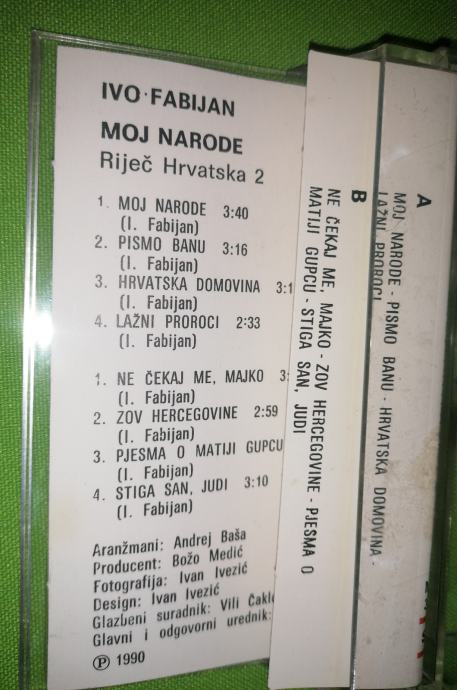 IVO FABIJAN
MOJ NARODE
Riječ Hrvatska 2
1. MOJ NARODE 3:40
(I. Fabijan)
2. PISMO BANU 3:16
(I. Fabijan)
3. HRVATSKA DOMOVINA
(I. Fabijan)
4. LAŽNI PROROCI 2:33
(I. Fabijan)
1. NE ČEKAJ ME, MAJKO
(I. Fabijan)
2. ZOV HERCEGOVINE 2:59
(I. Fabijan)
3. PJESMA O MATIJI GUPCU
(I. Fabijan)
4. STIGA SAN, JUDI 3:10
(I. Fabijan)
Aranžmani: Andrej Baša
Producent: Božo Medić
Fotografija: Ivan Ivezić
Design: Ivan Ivezić
Glazbeni suradnik: Vili
Glavni i odgovorni urednik:
℗ 1990
B
NE ČEKAJ ME, MAJKO - ZOV HERCEGOVINE - PJESMA O
MATIJI GUPCU - STIGA SAN, JUDI
A
MOJ NARODE - PISMO BANU - HRVATSKA DOMOVINA -
LAŽNI PROROCI